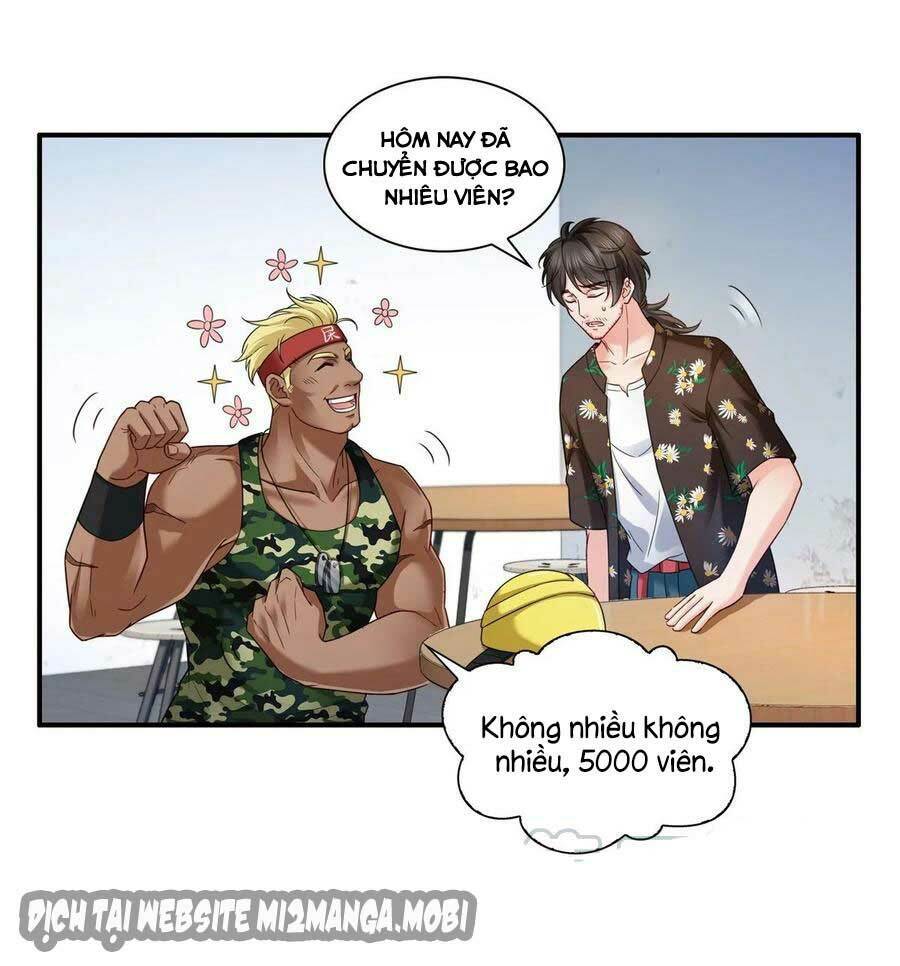 HÔM NAY ĐÃ
CHUYỂN ĐƯỢC BAO
NHIÊU VIÊN?
民
Không nhiều không
nhiều, 5000 viên.
DỊCH TẠI WEBSITE MI2MANGA.MOBI